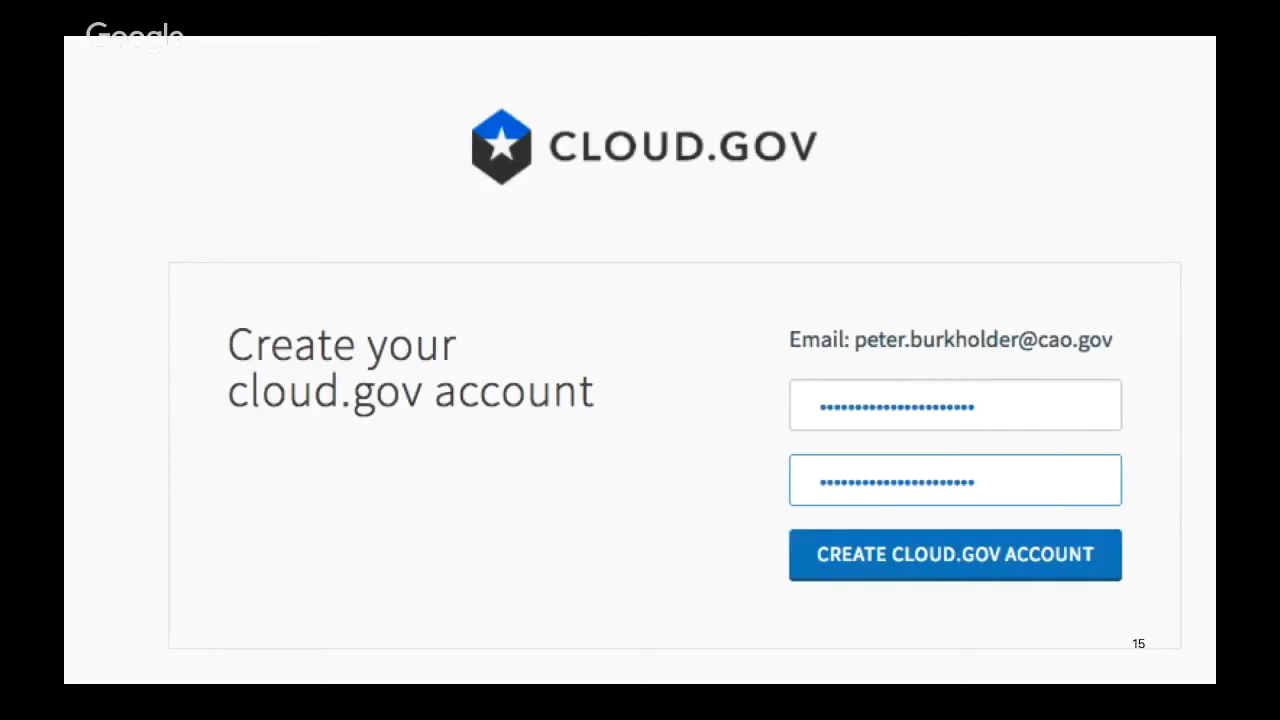 Google
CLOUD.GOV
Create your
cloud.gov account
Email: peter.burkholder@cao.gov
CREATE CLOUD.GOV ACCOUNT
15